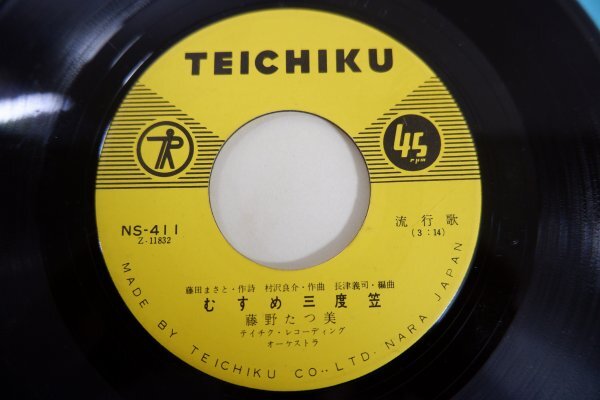 TEICHIKU
45
rpm
NS-411
Z-11832
流行歌
(3:14)
藤田まさと・作詩 村沢良介・作曲 長津義司・編曲
むすめ三度笠
藤野たつ美
テイチク・レコーディング
オーケストラ
MADE BY TEICHIKU CO., LTD. NARA JAPAN